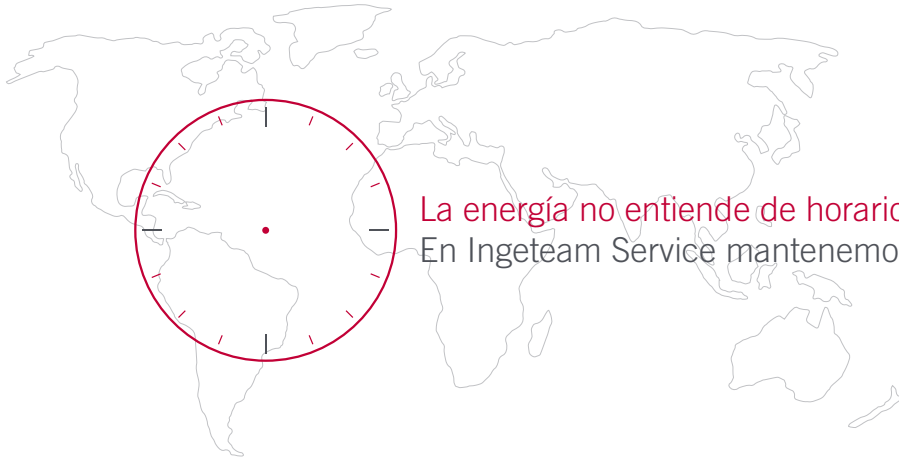 La energía no entiende de horario
En Ingeteam Service mantenemo